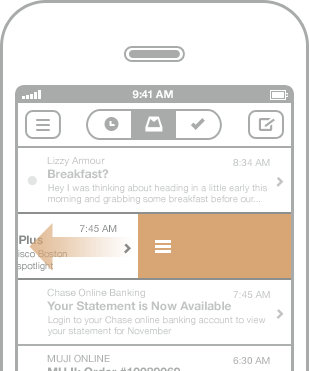 9:41 AM
Lizzy Armour
8:34 AM
Breakfast?
Hey I was thinking about heading in a little early this
morning and grabbing some breakfast before our...
7:45 AM
Plus
isco Boston
spotlight
Chase Online Banking
7:45 AM
Your Statement is Now Available
Login to your Chase online banking account to view
your statement for November
MUJI ONLINE
6:30 AM
MUJI: Order #10089069